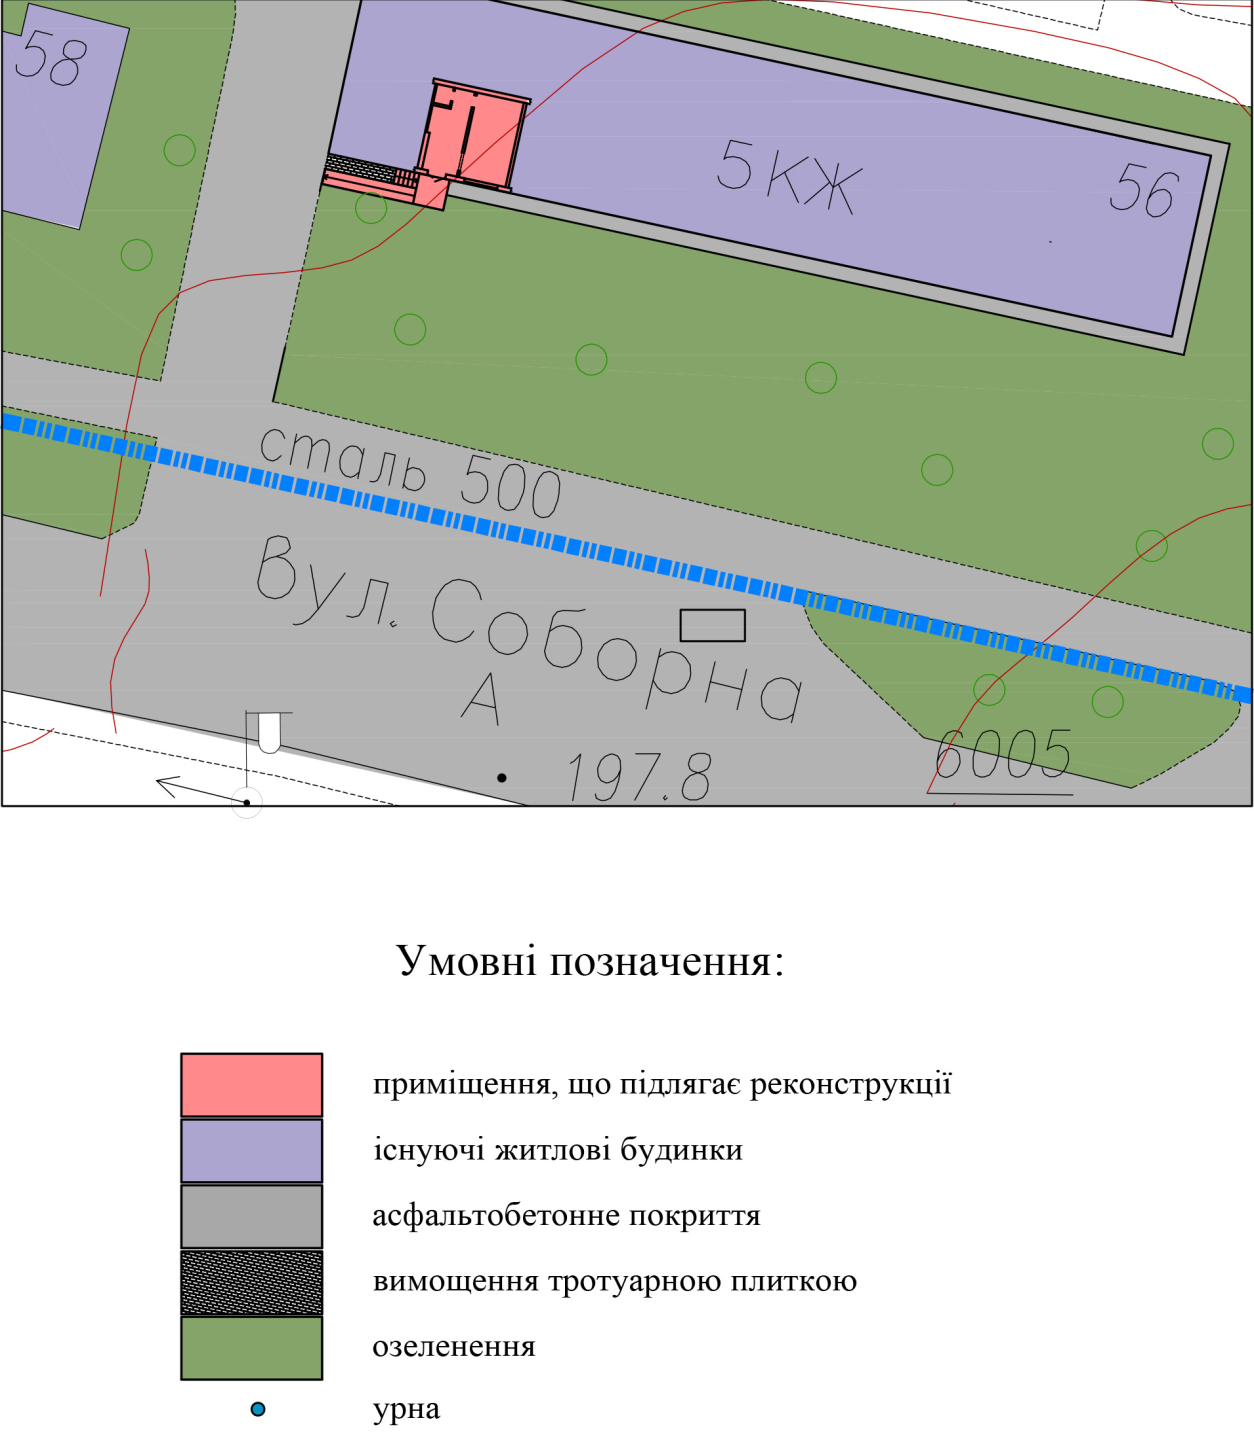 58
5КЖ
56
сталь 500
Вул. Соборна
А
197.8
6005
Умовні позначення:
приміщення, що підлягає реконструкції
існуючі житлові будинки
асфальтобетонне покриття
вимощення тротуарною плиткою
озеленення
урна